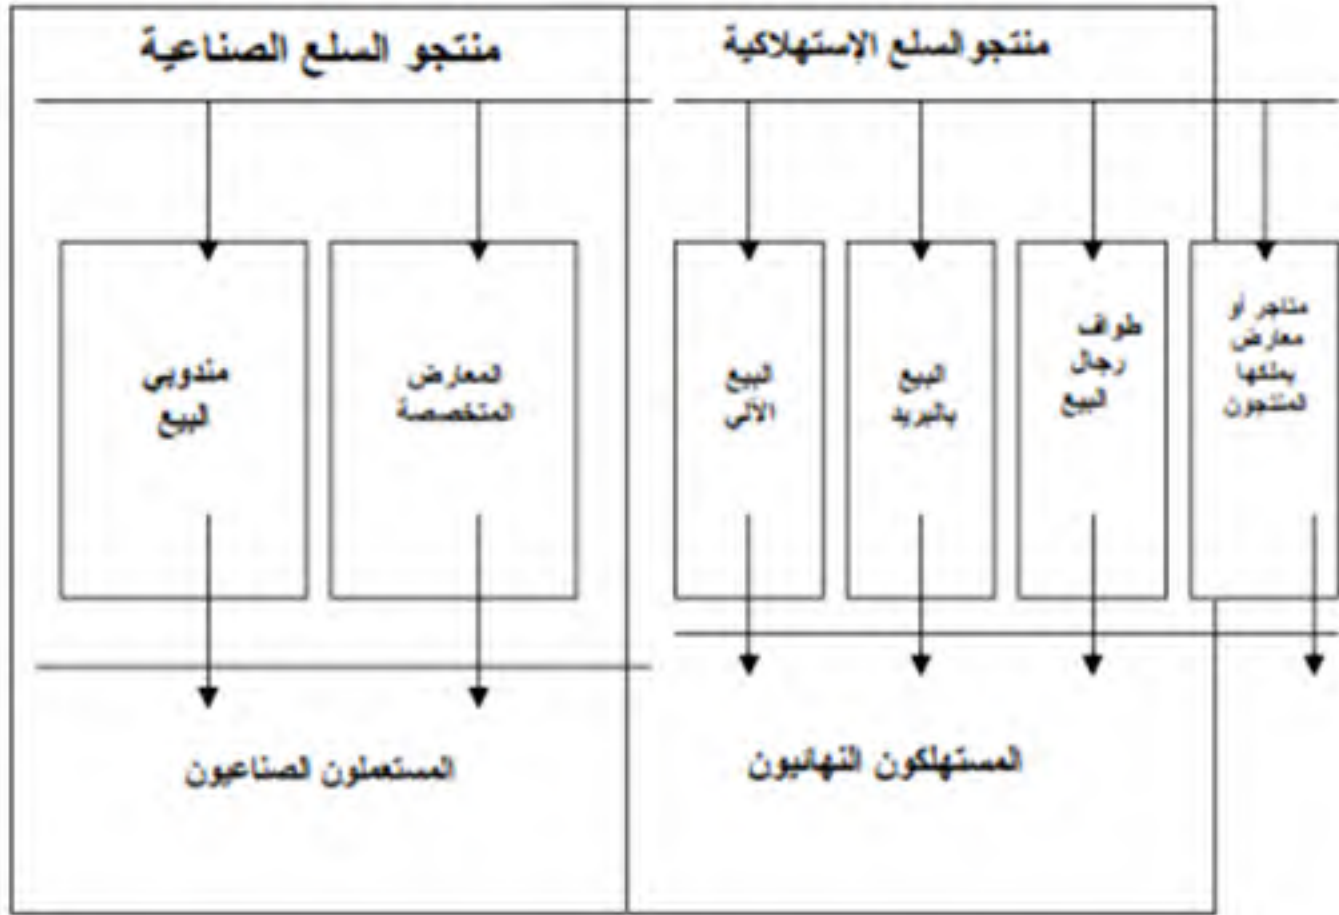 منتجو السلع الإستهلاكية
منتجو السلع الصناعية
متاجر أو
معارض
يملكها
المنتجون
طواف
رجال
البيع
البيع
بالبريد
البيع
الآلي
المعارض
المتخصصة
مندوبي
البيع
المستهلكون النهائيون
المستعملون الصناعيون